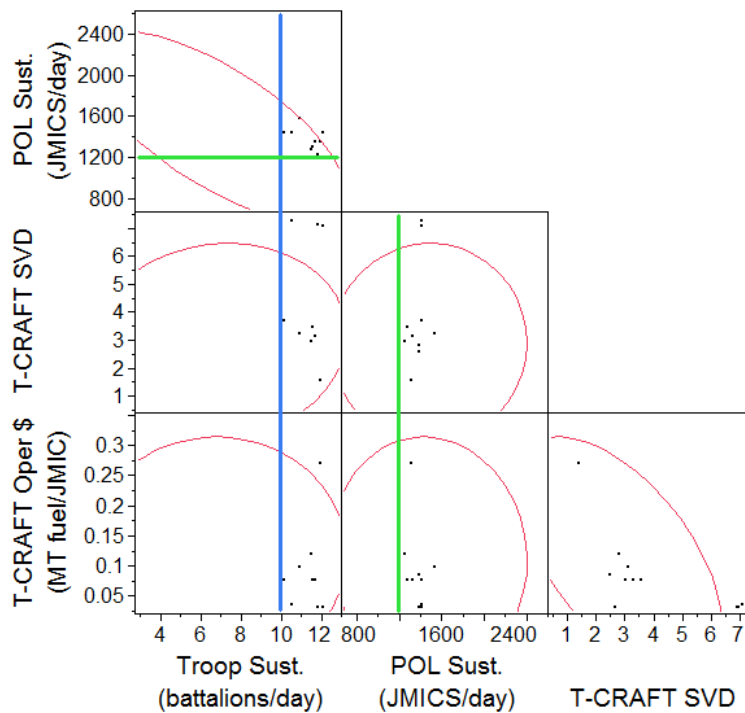 POL Sust.
(JMICS/day)
2400
2000
1600
1200
800
T-CRAFT SVD
6
5
4
3
2
1
T-CRAFT Oper $
(MT fuel/JMIC)
0.3
0.25
0.2
0.15
0.1
0.05
4 6 8 10 12 800 1600 2400 1 2 3 4 5 6 7
Troop Sust. POL Sust.
(battalions/day) (JMICS/day) T-CRAFT SVD